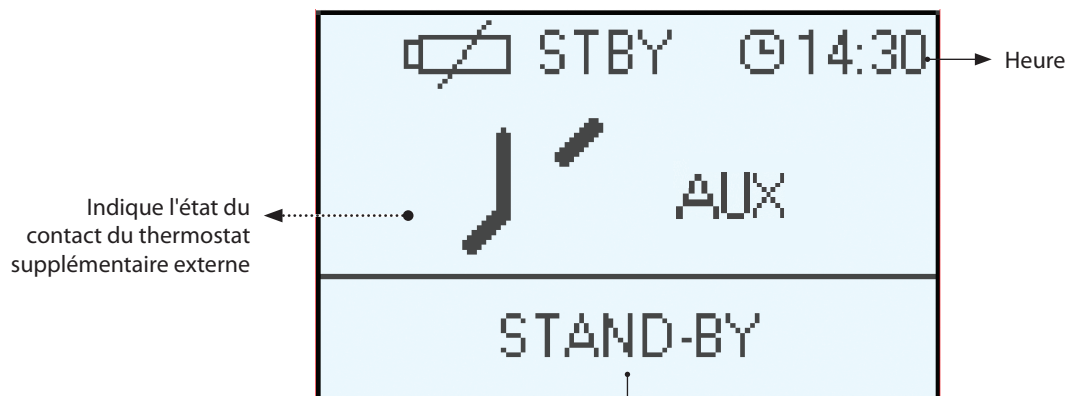 STBY 14:30
Heure
AUX
Indique l'état du
contact du thermostat
supplémentaire externe
STAND-BY